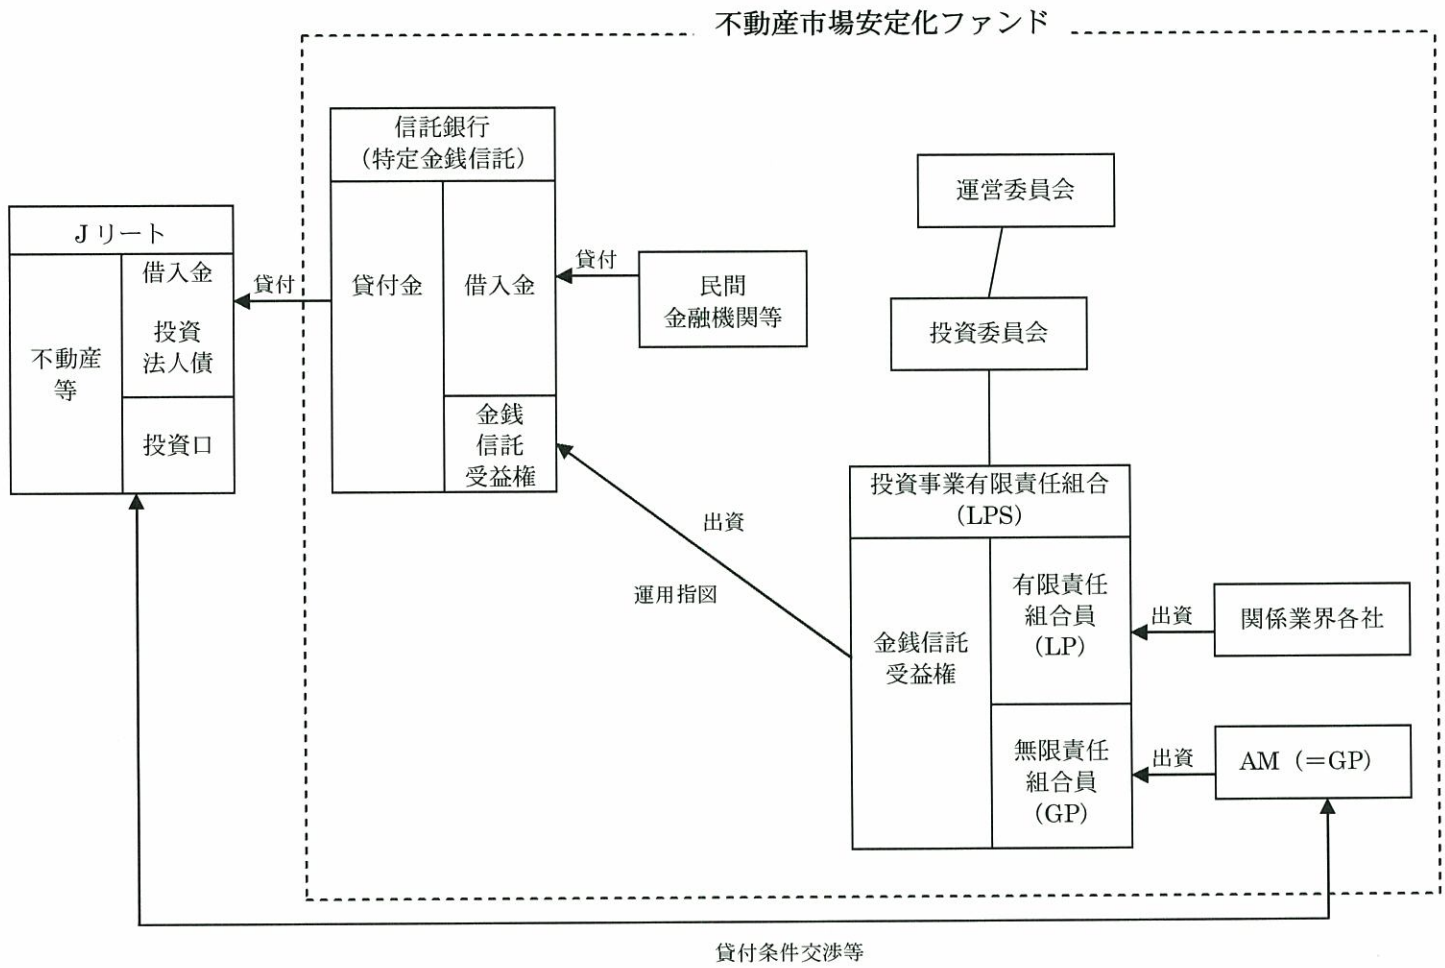 不動産市場安定化ファンド
信託銀行
（特定金銭信託）
貸付金
借入金
金銭
信託
受益権
Jリート
不動産
等
借入金
投資
法人債
投資口
貸付
貸付
民間
金融機関等
運営委員会
投資委員会
投資事業有限責任組合
（LPS）
金銭信託
受益権
有限責任
組合員
（LP）
無限責任
組合員
（GP）
出資
運用指図
出資
関係業界各社
出資
AM（＝GP）
貸付条件交渉等